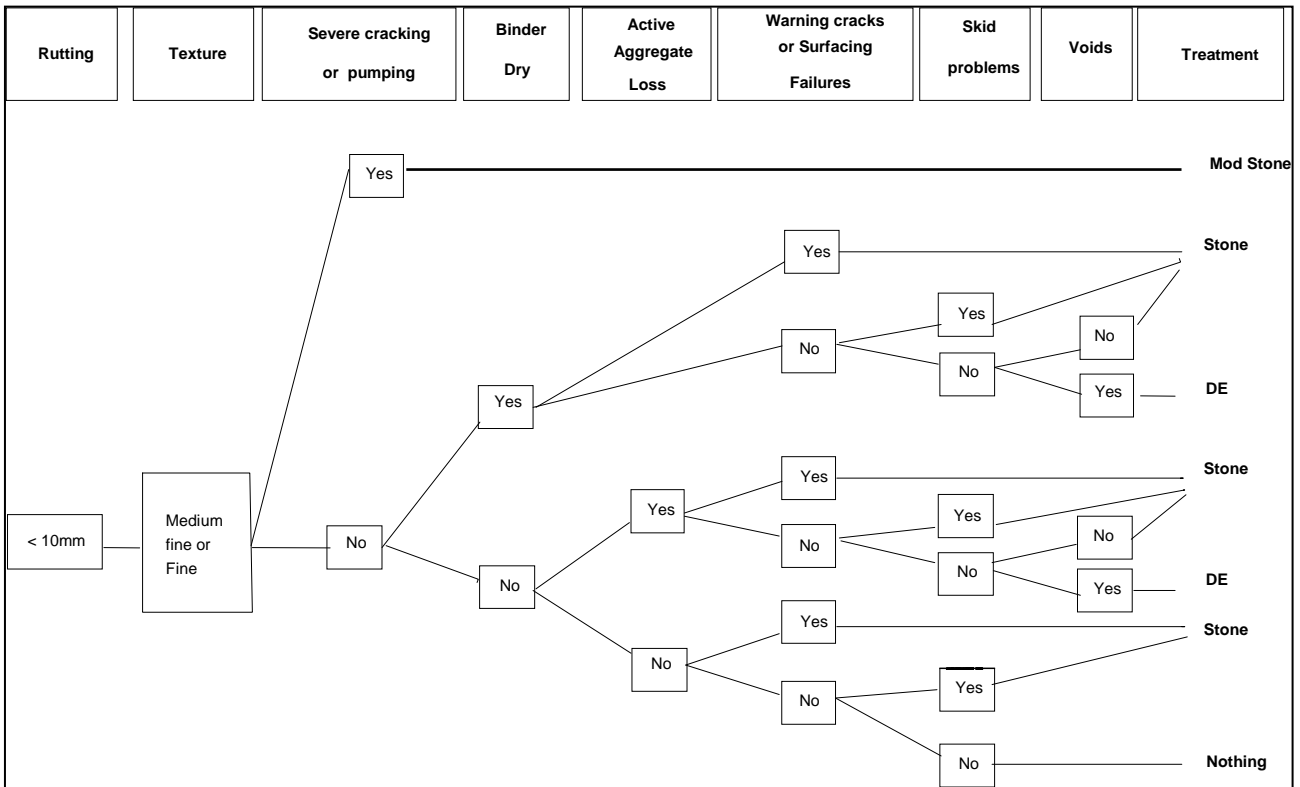 Rutting
Texture
Severe cracking
or pumping
Binder
Dry
Active
Aggregate
Loss
Warning cracks
or Surfacing
Failures
Skid
problems
Voids
Treatment
Yes
Mod Stone
Yes
Stone
Yes
No
No
No
Yes
Yes
DE
Yes
Stone
Yes
Yes
< 10mm
Medium
fine or
Fine
No
No
No
No
No
Yes
DE
Yes
Stone
No
No
Yes
No
Nothing